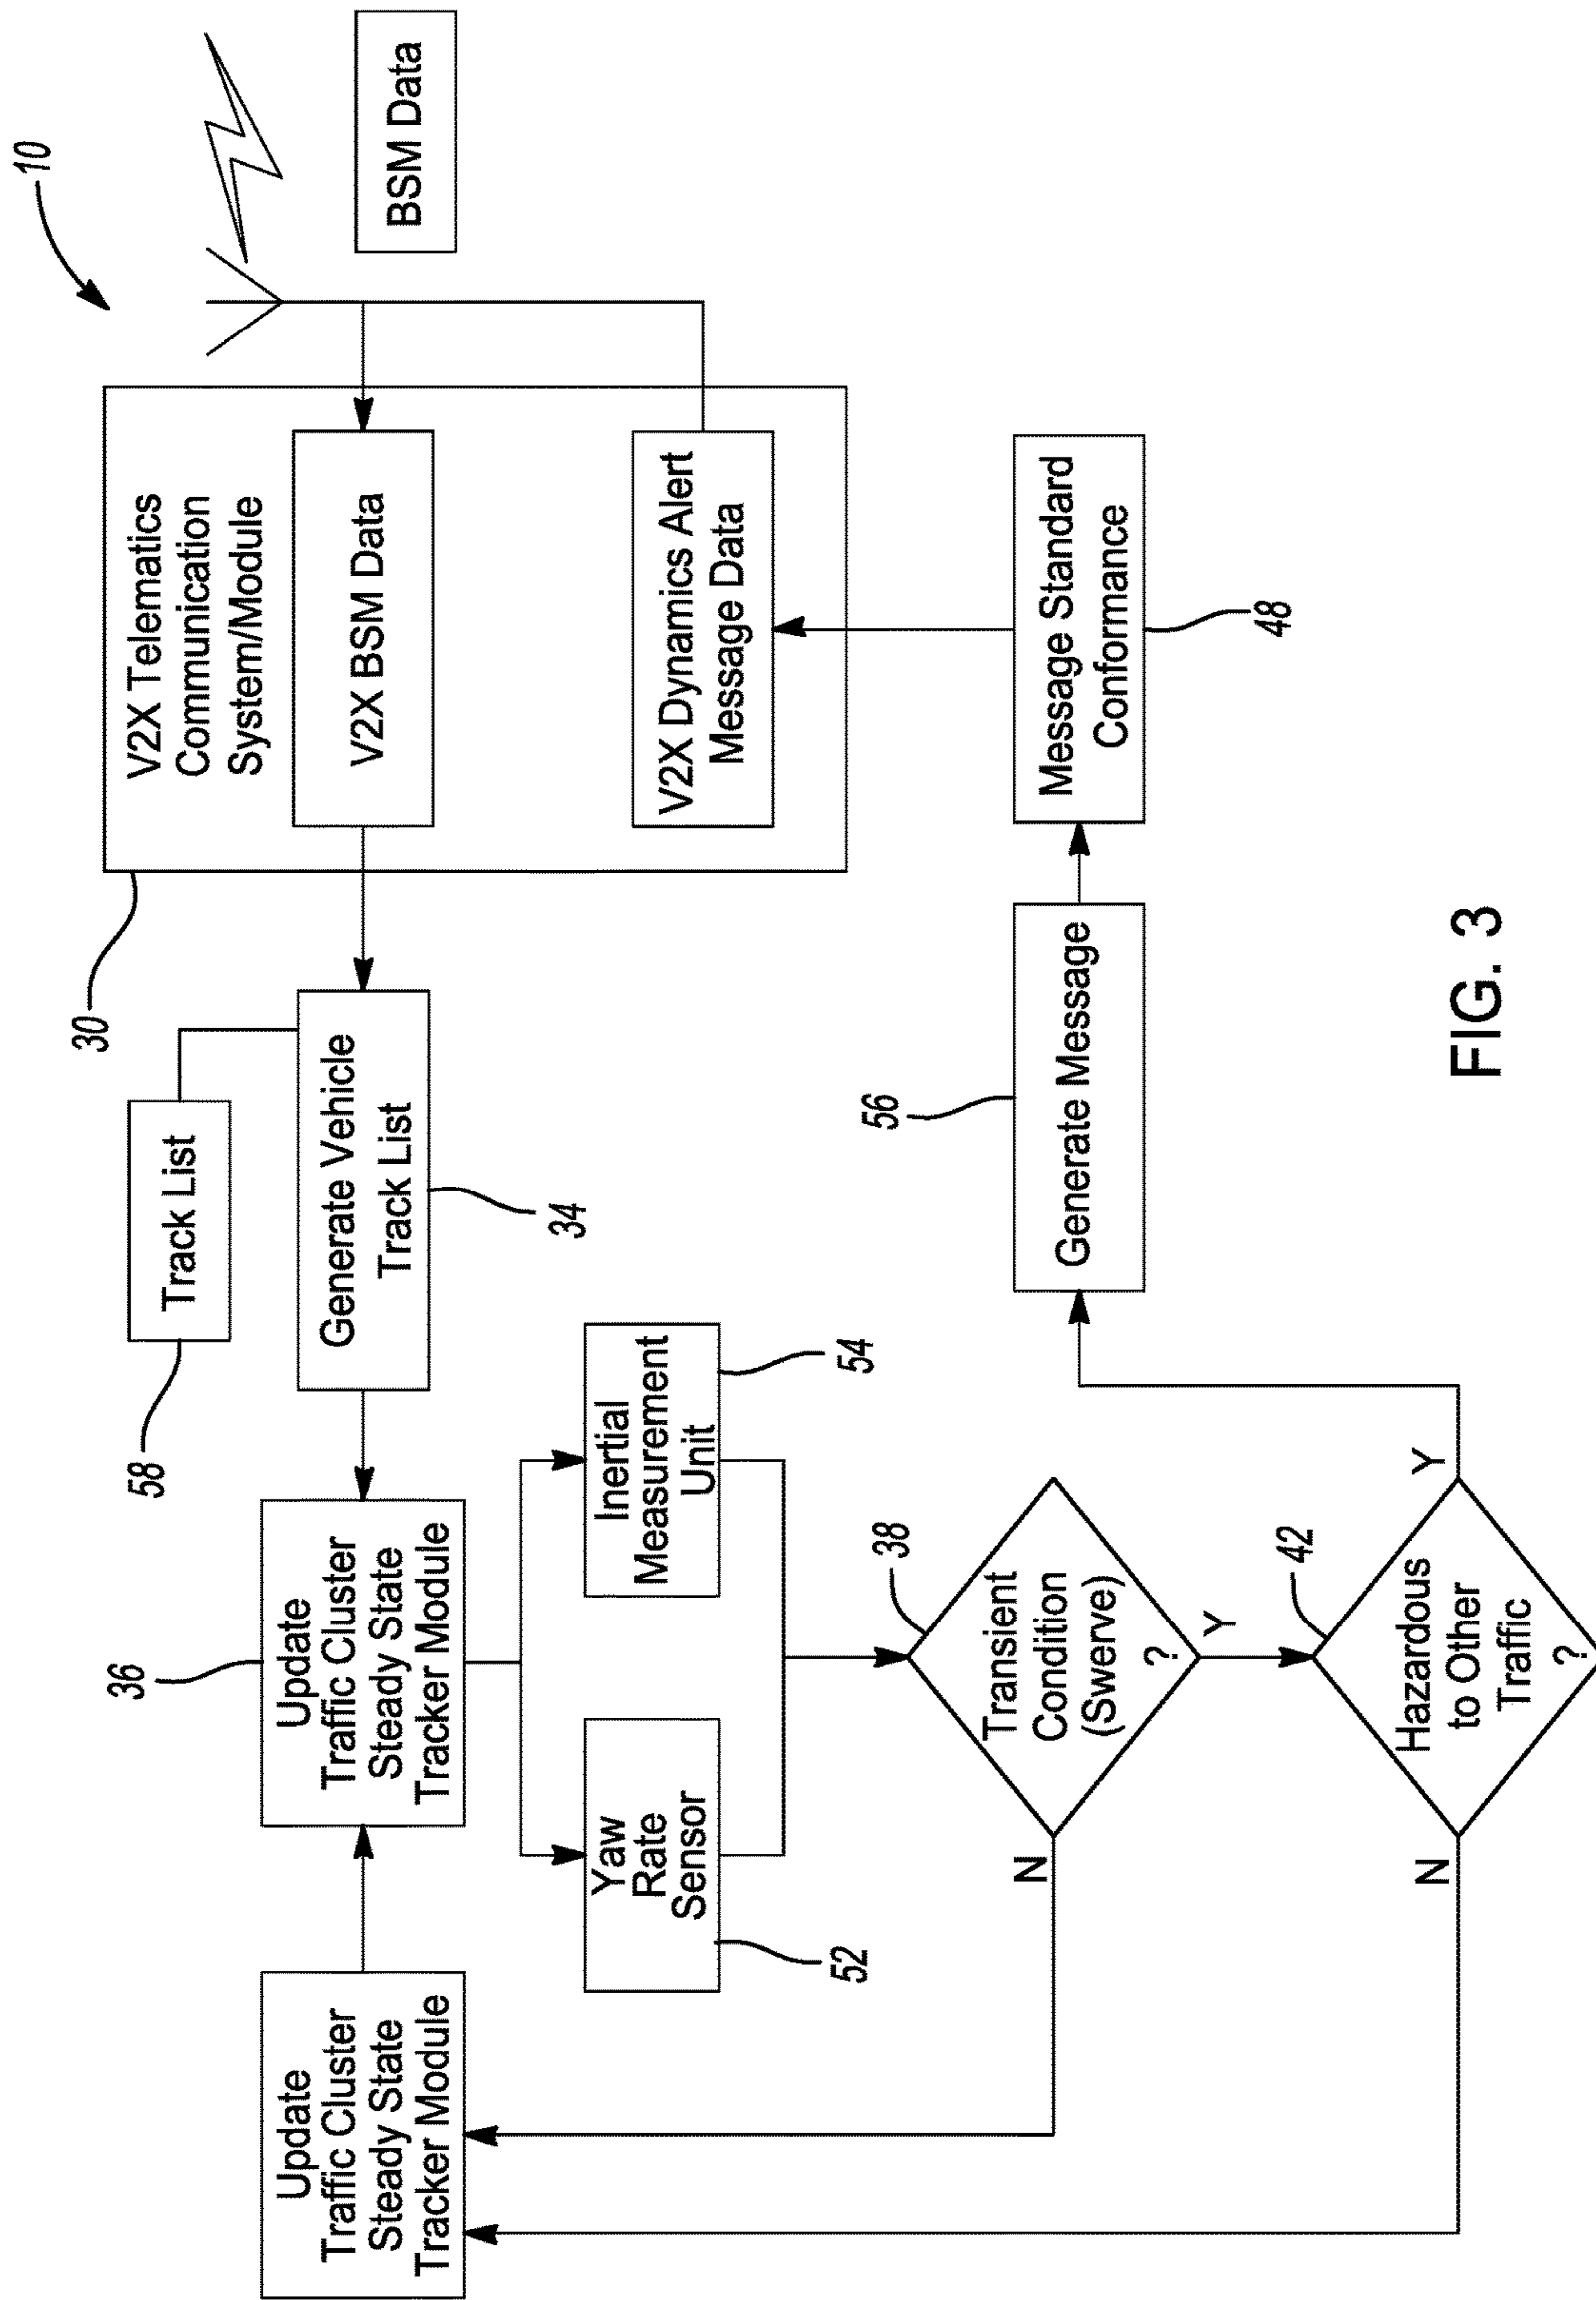 10
BSM Data
V2X Telematics
Communication
System/Module
V2X BSM Data
V2X Dynamics Alert
Message Data
30
Message Standard
Conformance
48
Track List
58
Generate Vehicle
Track List
34
Update
Traffic Cluster
Steady State
Tracker Module
36
Update
Traffic Cluster
Steady State
Tracker Module
Yaw
Rate
Sensor
52
Inertial
Measurement
Unit
54
Transient
Condition
(Swerve)
?
38
N
Y
Hazardous
to Other
Traffic
?
42
N
Y
Generate Message
56
FIG. 3